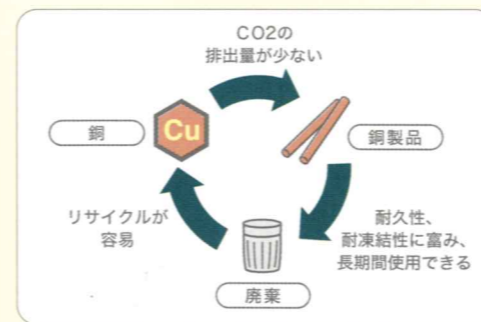 CO2の
排出量が少ない
銅
Cu
銅製品
リサイクルが
容易
耐久性、
耐凍結性に富み、
長期間使用できる
廃棄